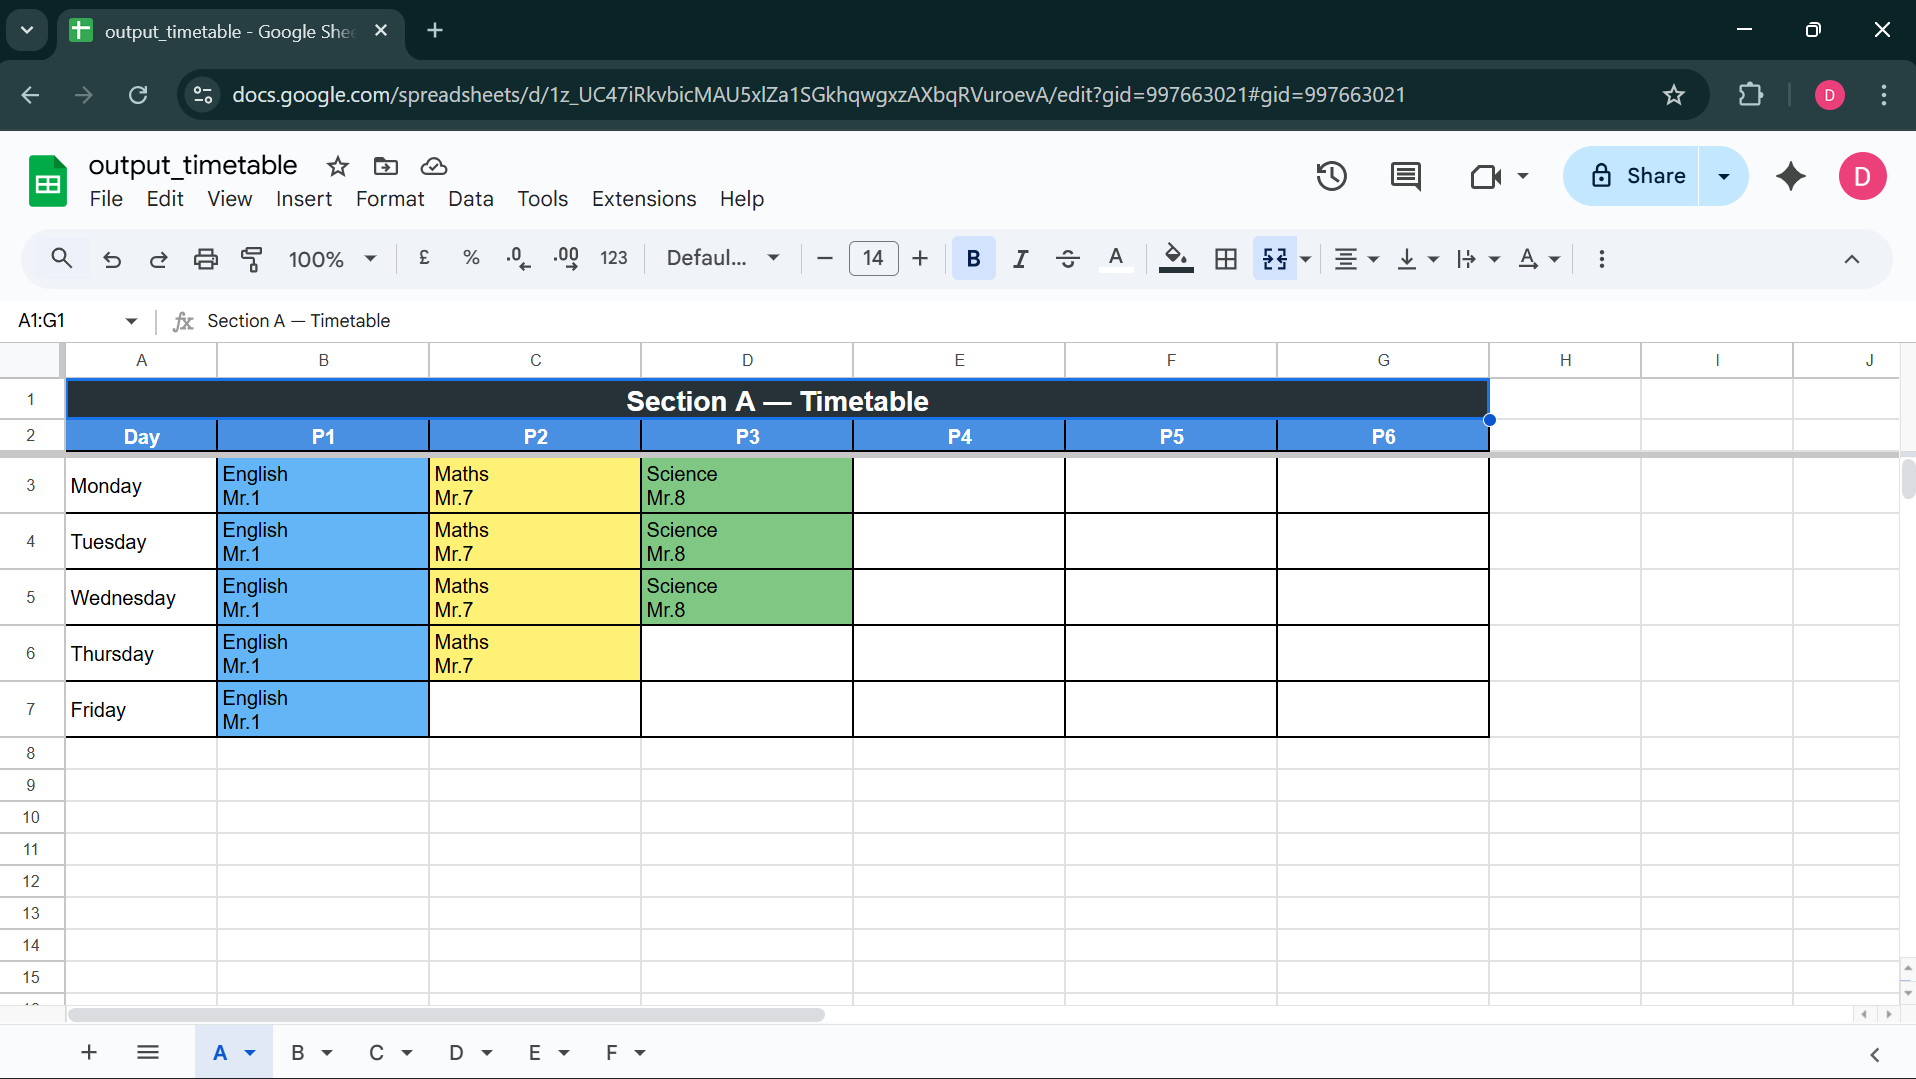 output_timetable - Google She
docs.google.com/spreadsheets/d/1z_UC47iRkvbicMAU5xlZa1SGkhqwgxzAXbqRVuroevA/edit?gid=997663021#gid=997663021
D
output_timetable
File Edit View Insert Format Data Tools Extensions Help
Share
D
100% £ % .0 .00 123 Defaul... 14 B I A A
A1:G1 fx Section A — Timetable
A B C D E F G H I J
1 Section A — Timetable
2 Day P1 P2 P3 P4 P5 P6
3 Monday English Mr.1 Maths Mr.7 Science Mr.8
4 Tuesday English Mr.1 Maths Mr.7 Science Mr.8
5 Wednesday English Mr.1 Maths Mr.7 Science Mr.8
6 Thursday English Mr.1 Maths Mr.7
7 Friday English Mr.1
8
9
10
11
12
13
14
15
A B C D E F